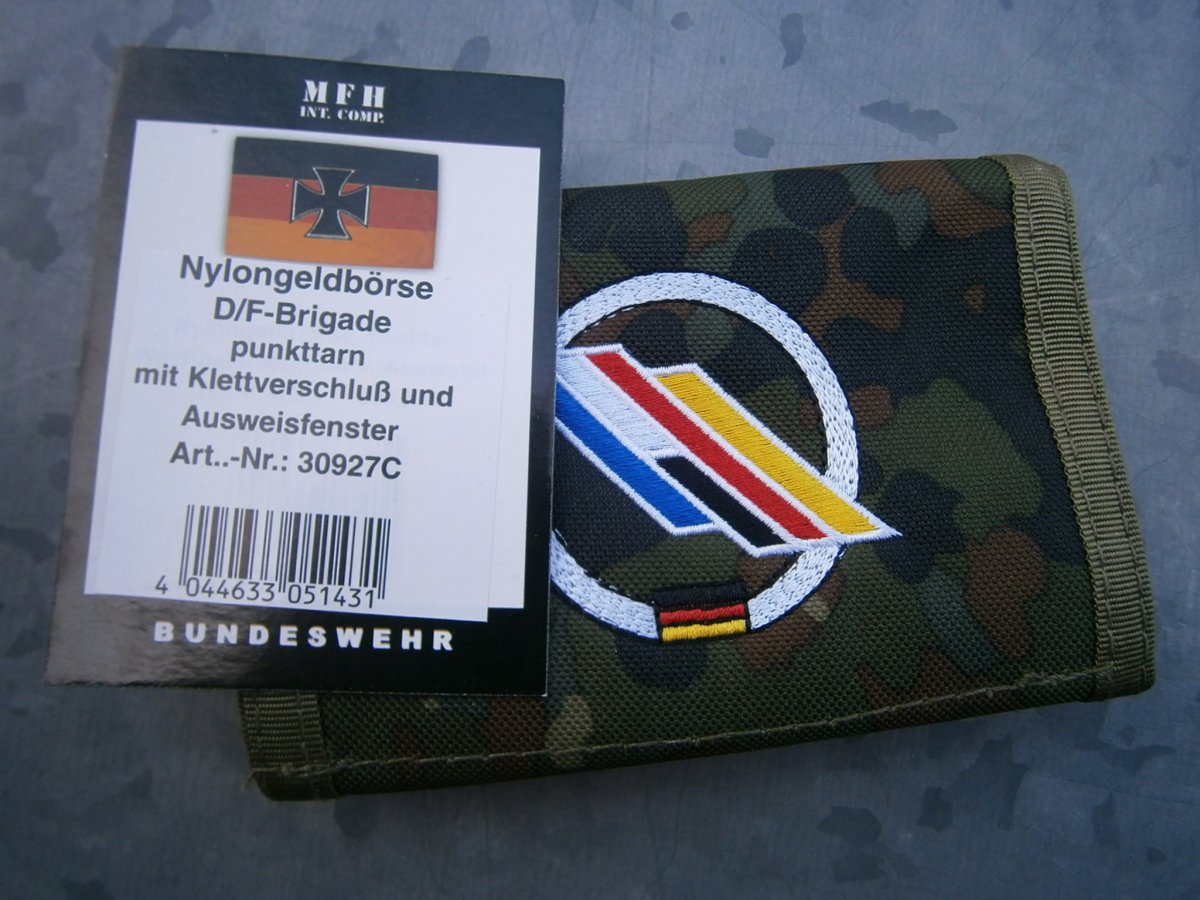 MFH
INT. COMP.
Nylongeldbörse
D/F-Brigade
punkttarn
mit Klettverschluß und
Ausweisfenster
Art..-Nr.: 30927C
4 044633 051431
BUNDESWEHR